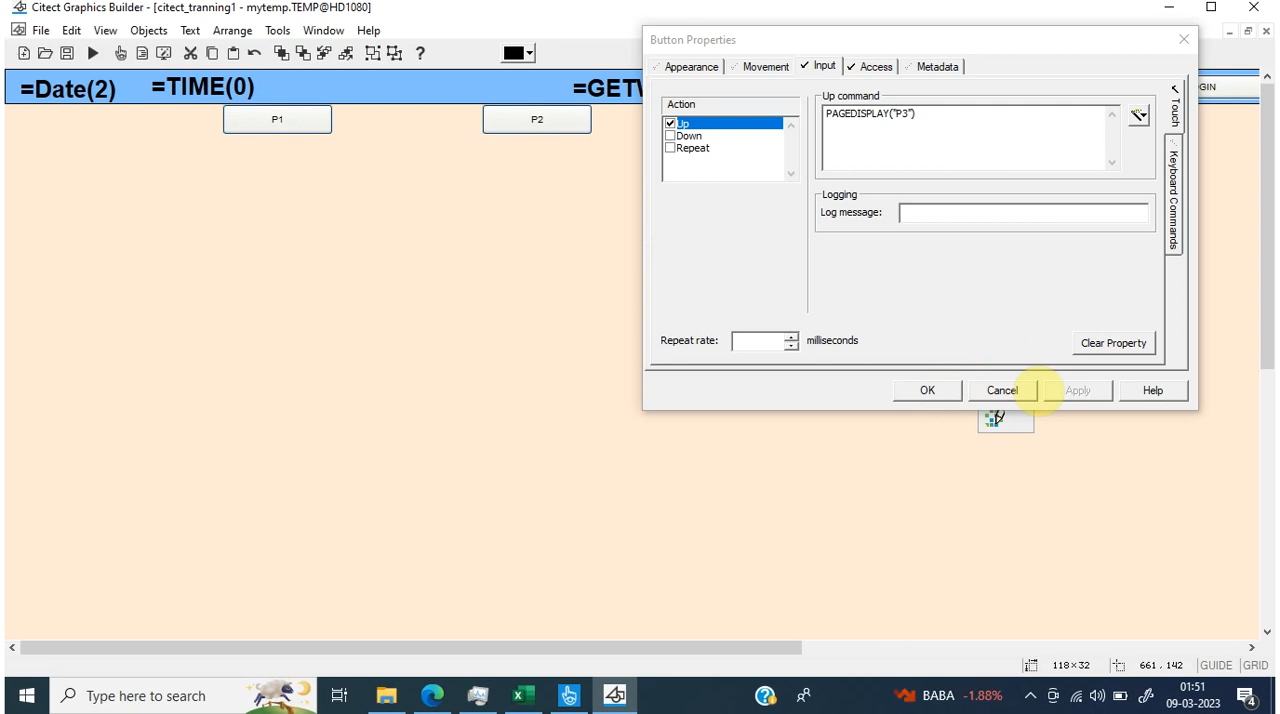 Citect Graphics Builder - [citect_tranning1 - mytemp.TEMP@HD1080]
File Edit View Objects Text Arrange Tools Window Help
=Date(2) =TIME(0) =GETW
GIN
P1 P2
Button Properties
Appearance Movement Input Access Metadata
Action
Up
Down
Repeat
Up command
PAGEDISPLAY("P3")
Touch
Keyboard Commands
Logging
Log message:
Repeat rate: milliseconds
Clear Property
OK Cancel Apply Help
118×32 661 , 142 GUIDE GRID
Type here to search
BABA -1.88%
01:51
09-03-2023
4